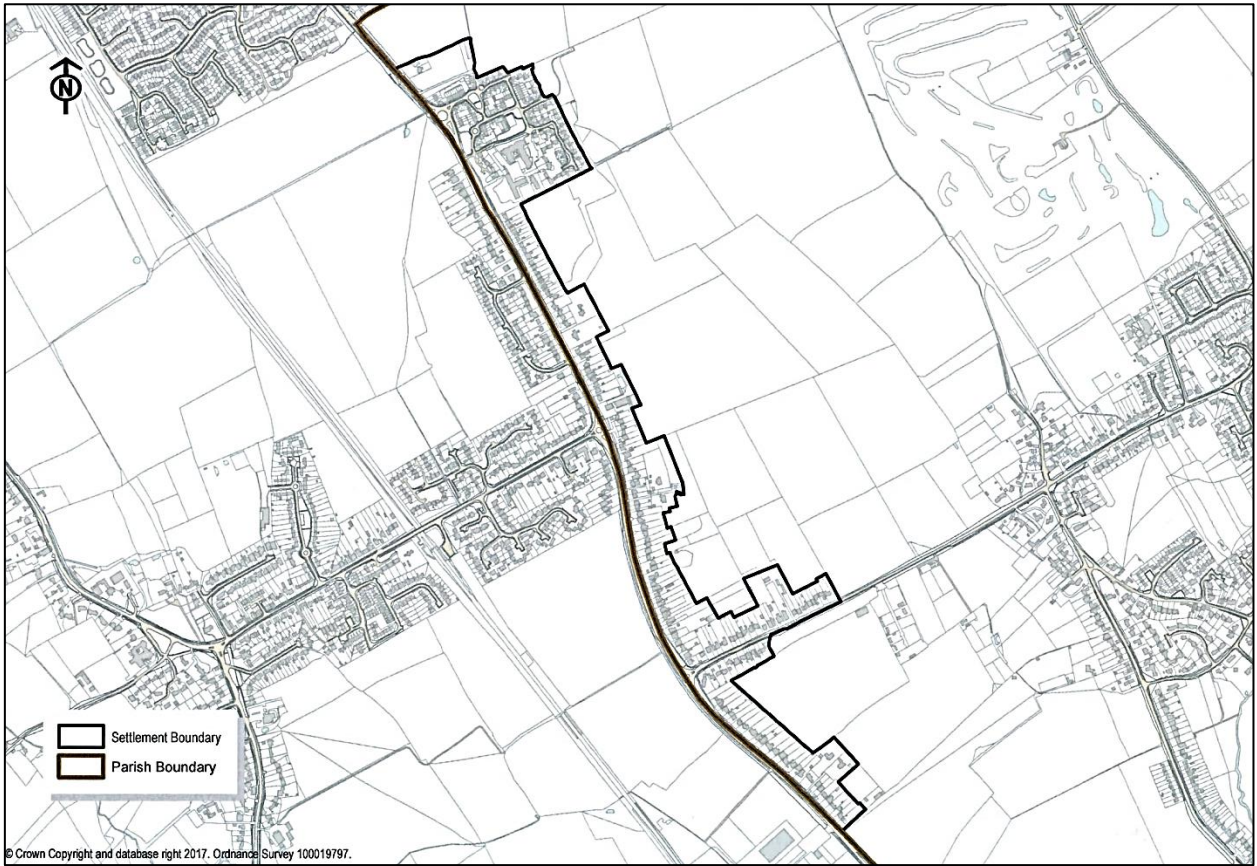 N
Settlement Boundary
Parish Boundary
© Crown Copyright and database right 2017. Ordnance Survey 100019797.